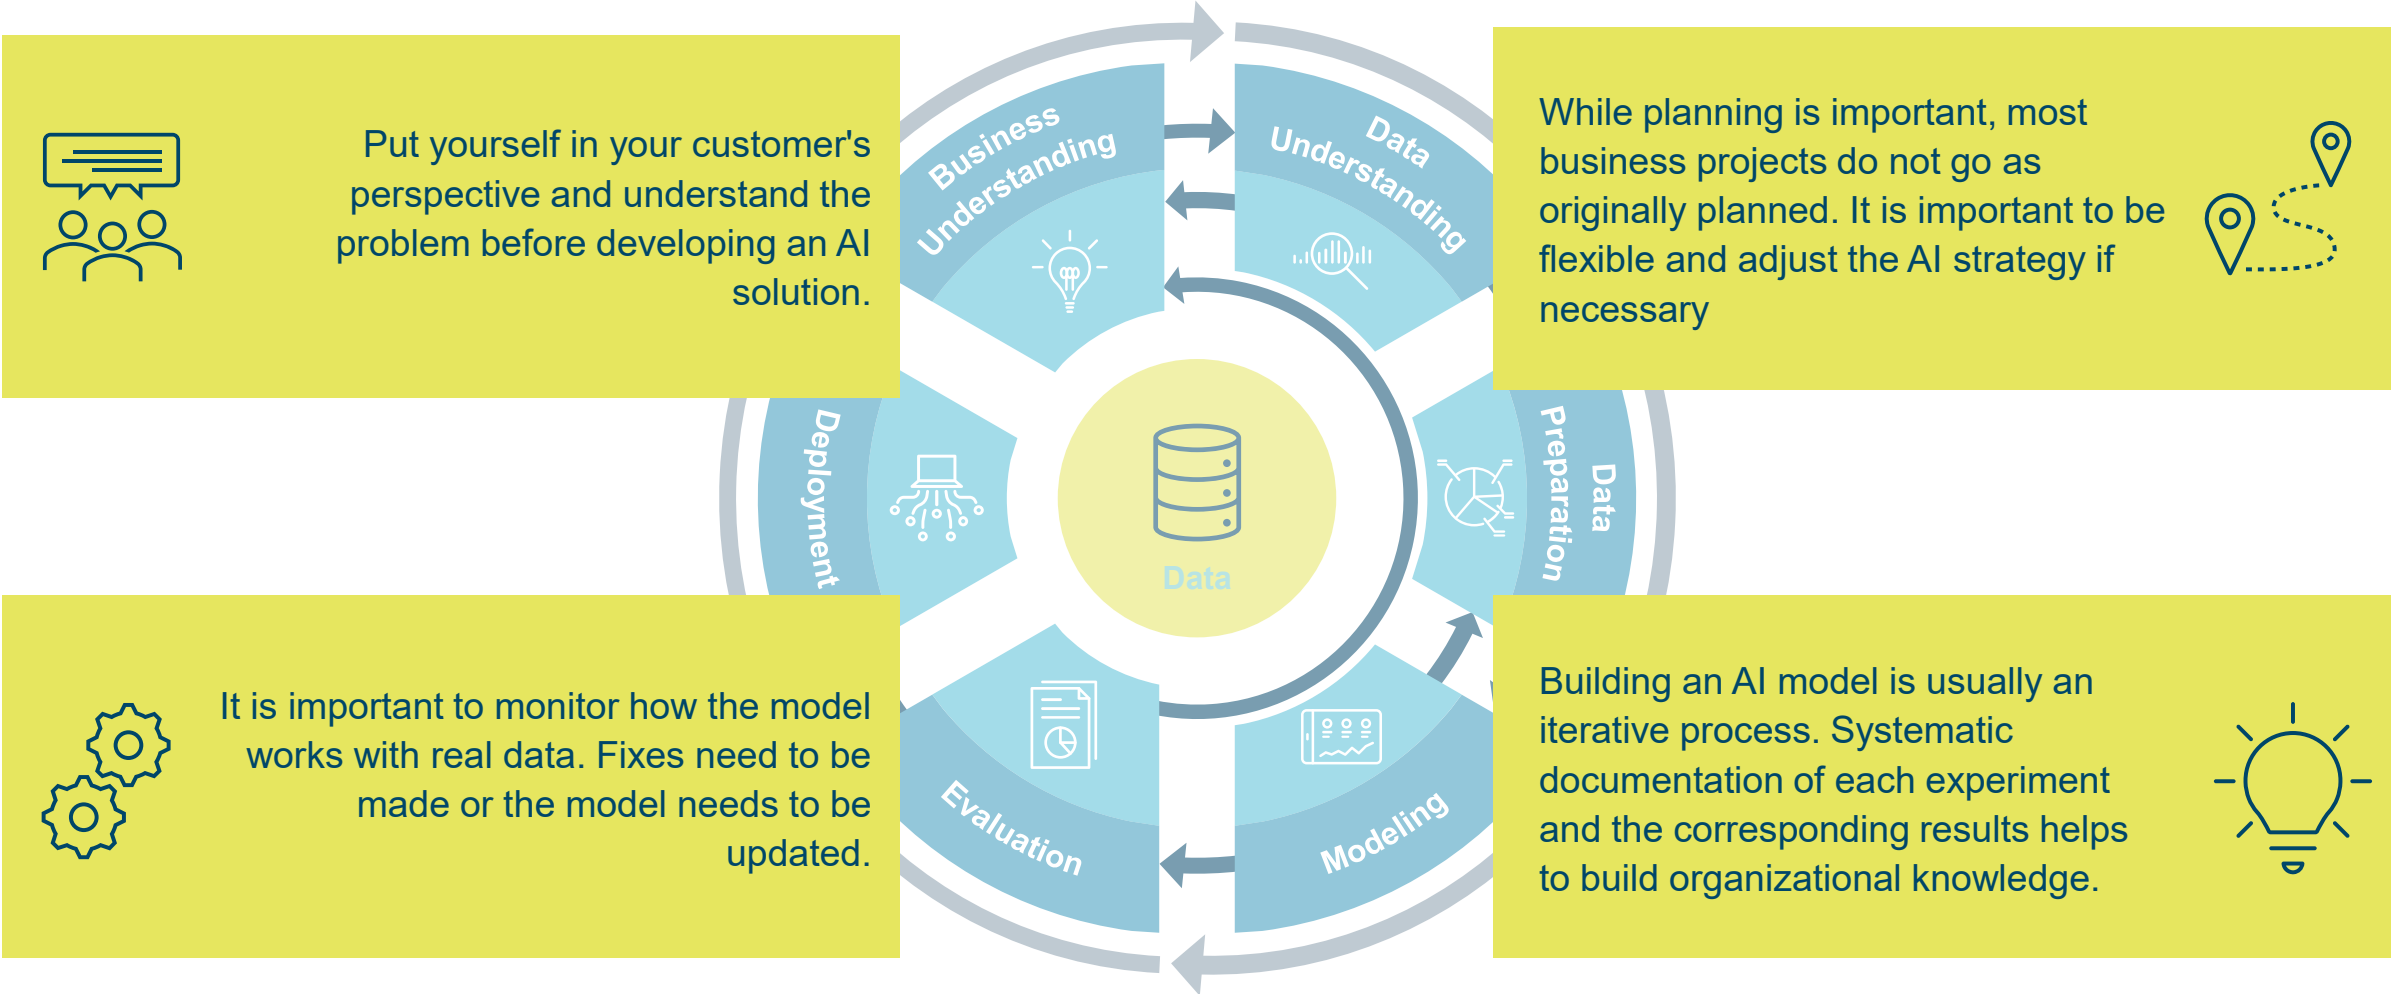 Put yourself in your customer's
perspective and understand the
problem before developing an AI
solution.
Business
Understanding
Data
Understanding
While planning is important, most
business projects do not go as
originally planned. It is important to be
flexible and adjust the AI strategy if
necessary
Deployment
Data
Data
Preparation
It is important to monitor how the model
works with real data. Fixes need to be
made or the model needs to be
updated.
Evaluation
Modeling
Building an AI model is usually an
iterative process. Systematic
documentation of each experiment
and the corresponding results helps
to build organizational knowledge.